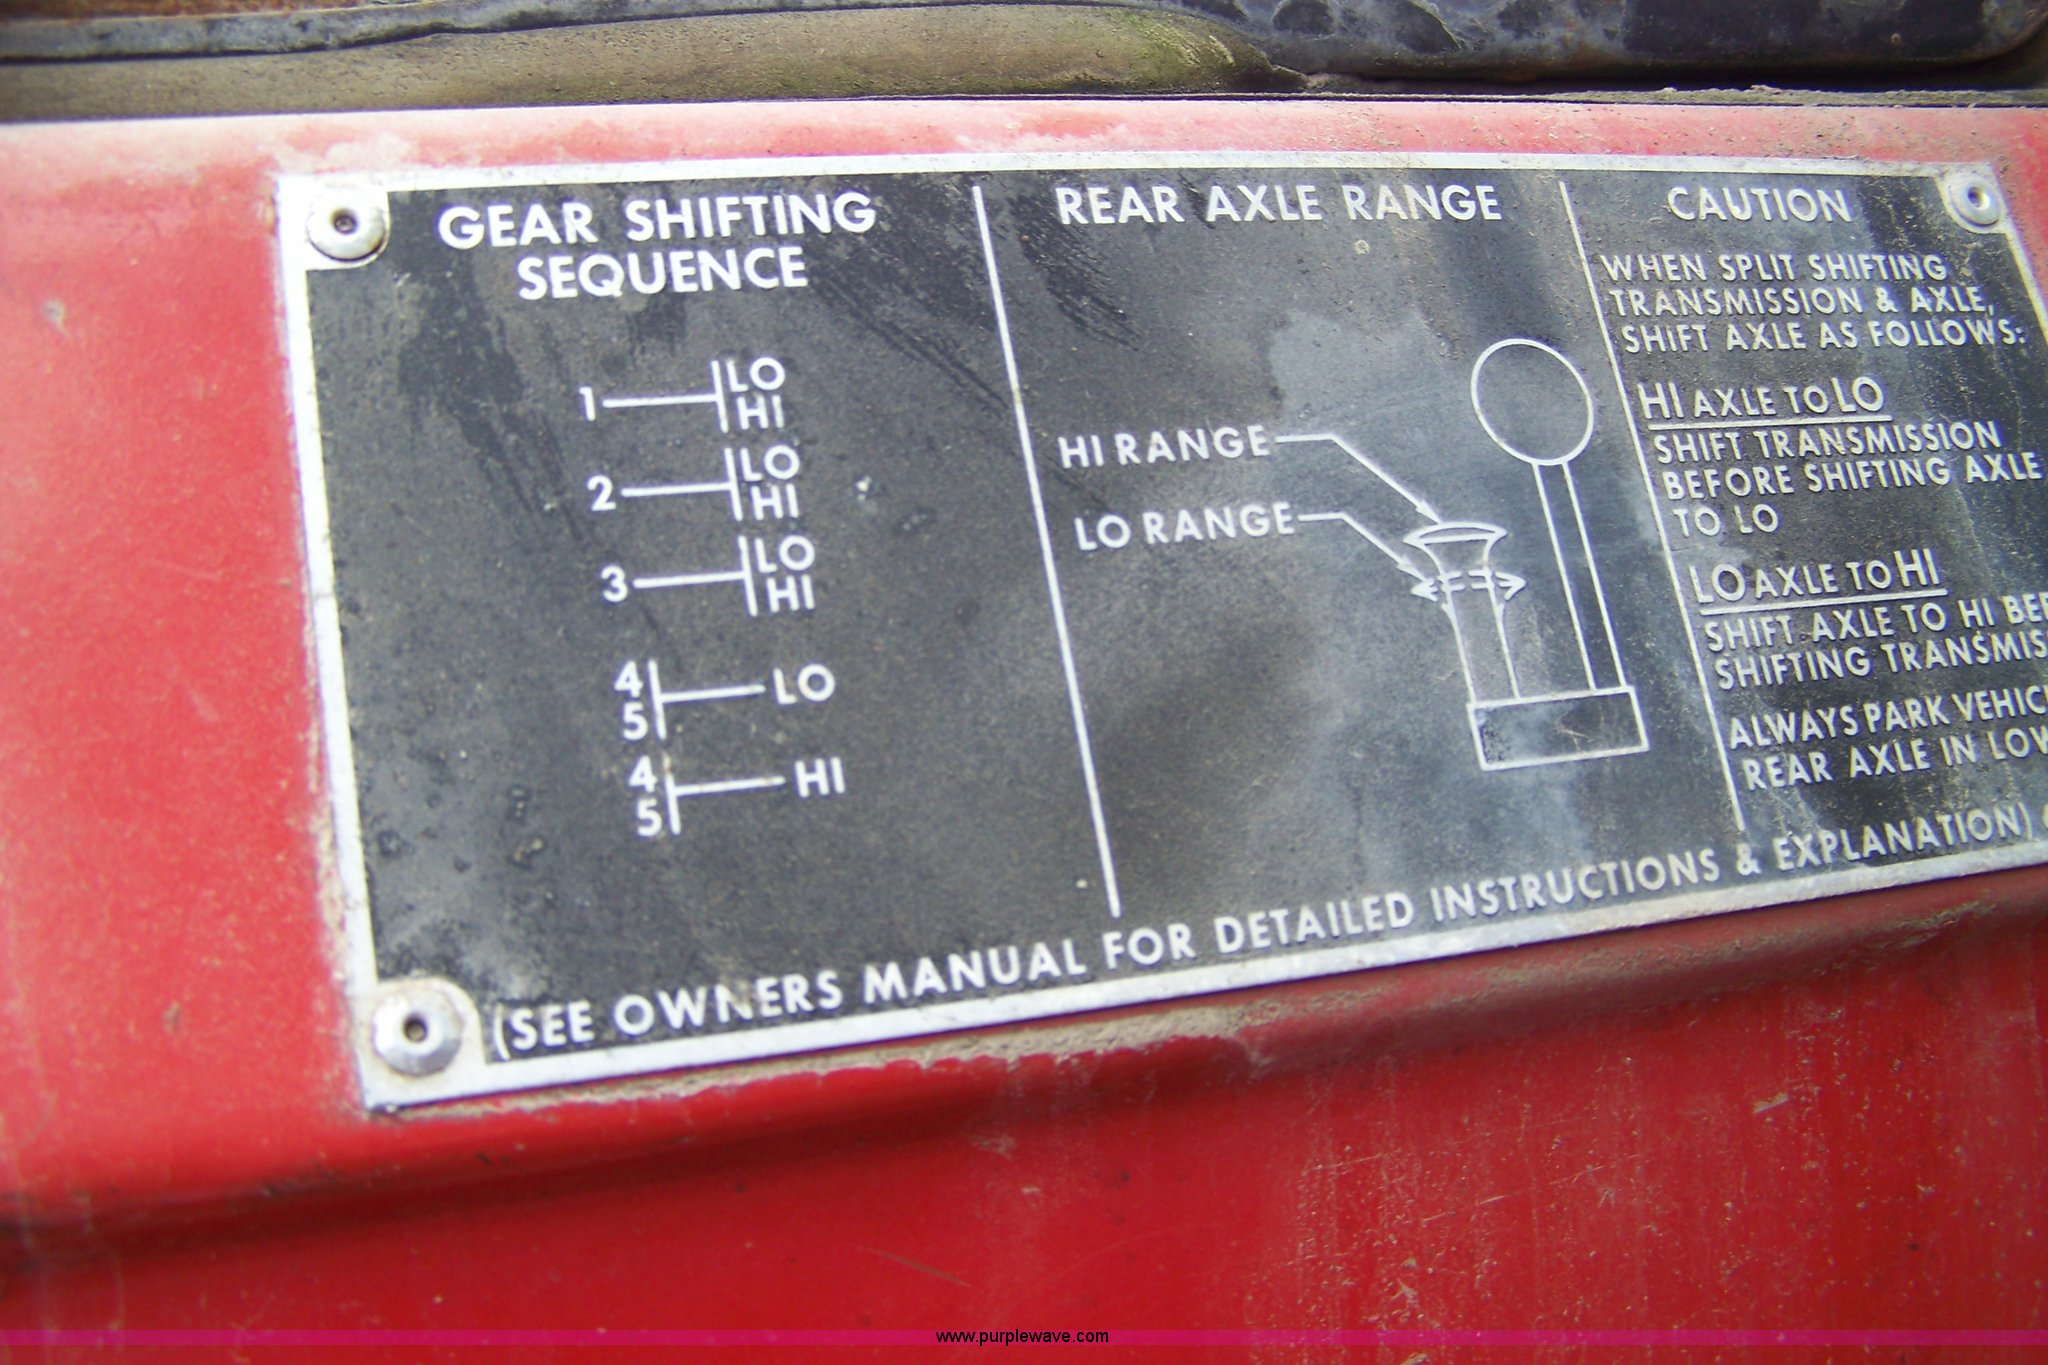 GEAR SHIFTING
SEQUENCE
1 LO
HI
2 LO
HI
3 LO
HI
4
5 LO
4
5 HI
REAR AXLE RANGE
HI RANGE
LO RANGE
CAUTION
WHEN SPLIT SHIFTING
TRANSMISSION & AXLE,
SHIFT AXLE AS FOLLOWS:
HI AXLE TO LO
SHIFT TRANSMISSION
BEFORE SHIFTING AXLE
TO LO
LO AXLE TO HI
SHIFT AXLE TO HI
SHIFTING
ALWAYS PARK
REAR AXLE IN LOW
(SEE OWNERS MANUAL FOR DETAILED INSTRUCTIONS & EXPLANATION)
www.purplewave.com